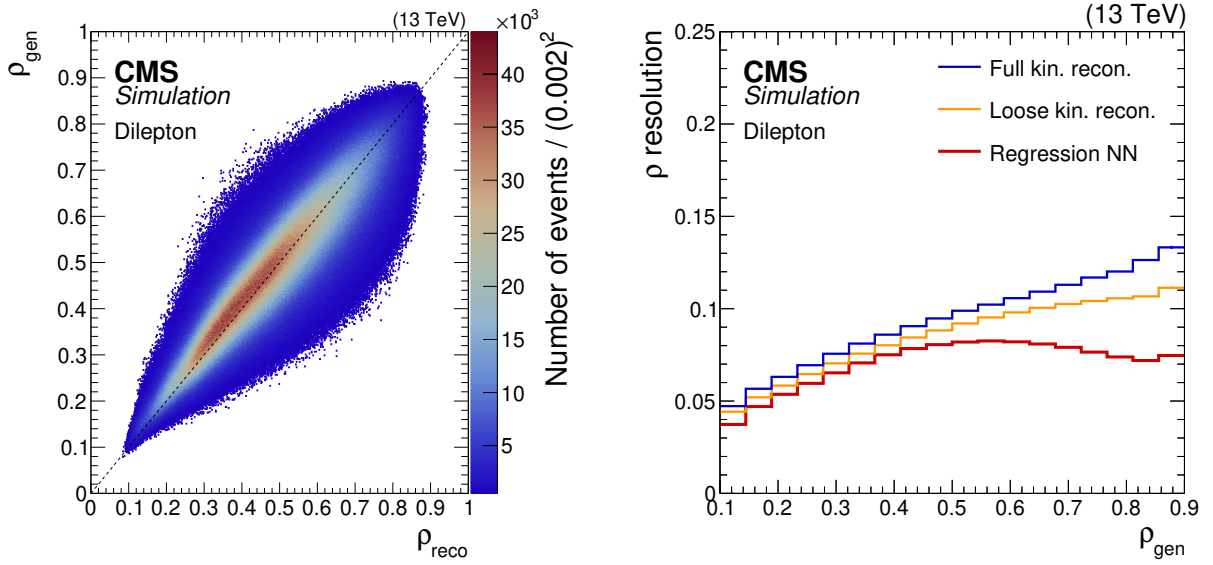 (13 TeV)
×10³
CMS
Simulation
Dilepton
ρgen
1
0.9
0.8
0.7
0.6
0.5
0.4
0.3
0.2
0.1
0
0 0.1 0.2 0.3 0.4 0.5 0.6 0.7 0.8 0.9 1
ρreco
40
35
30
25
20
15
10
5
Number of events / (0.002)²
(13 TeV)
CMS
Simulation
Dilepton
Full kin. recon.
Loose kin. recon.
Regression NN
ρ resolution
0.25
0.2
0.15
0.1
0.05
0
0.1 0.2 0.3 0.4 0.5 0.6 0.7 0.8 0.9
ρgen